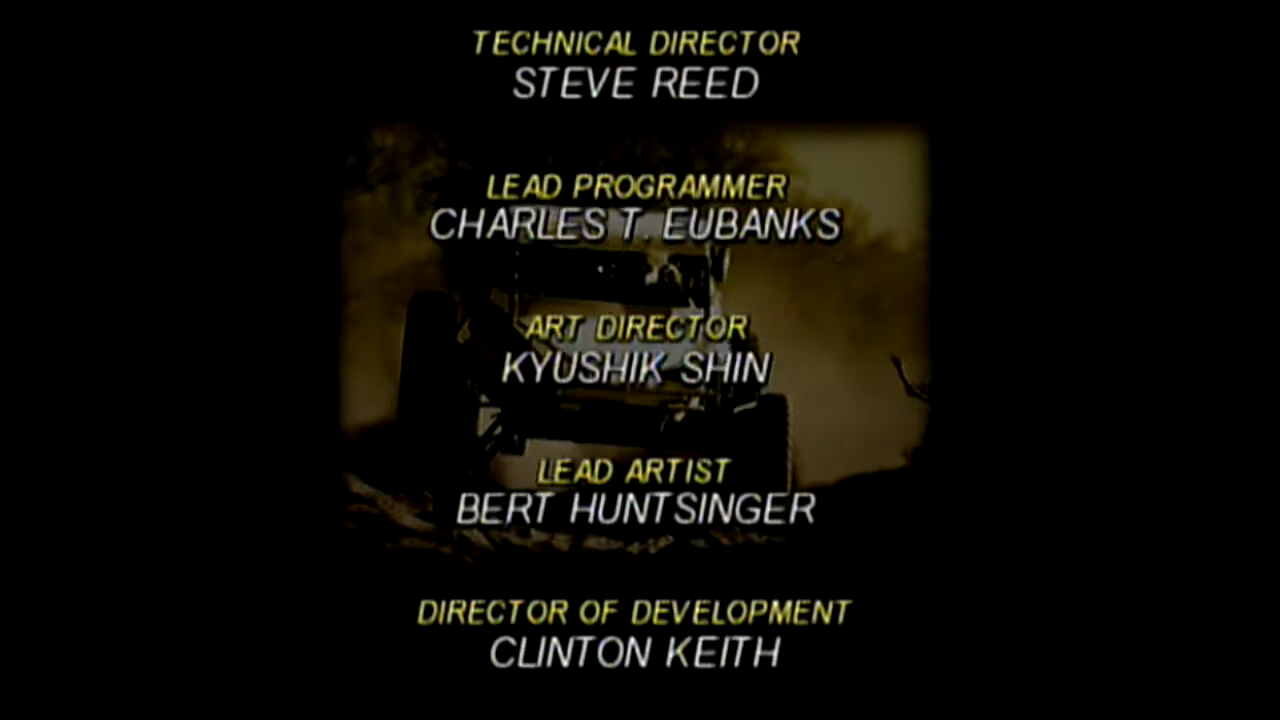 TECHNICAL DIRECTOR
STEVE REED
LEAD PROGRAMMER
CHARLES T. EUBANKS
ART DIRECTOR
KYUSHIK SHIN
LEAD ARTIST
BERT HUNTSINGER
DIRECTOR OF DEVELOPMENT
CLINTON KEITH